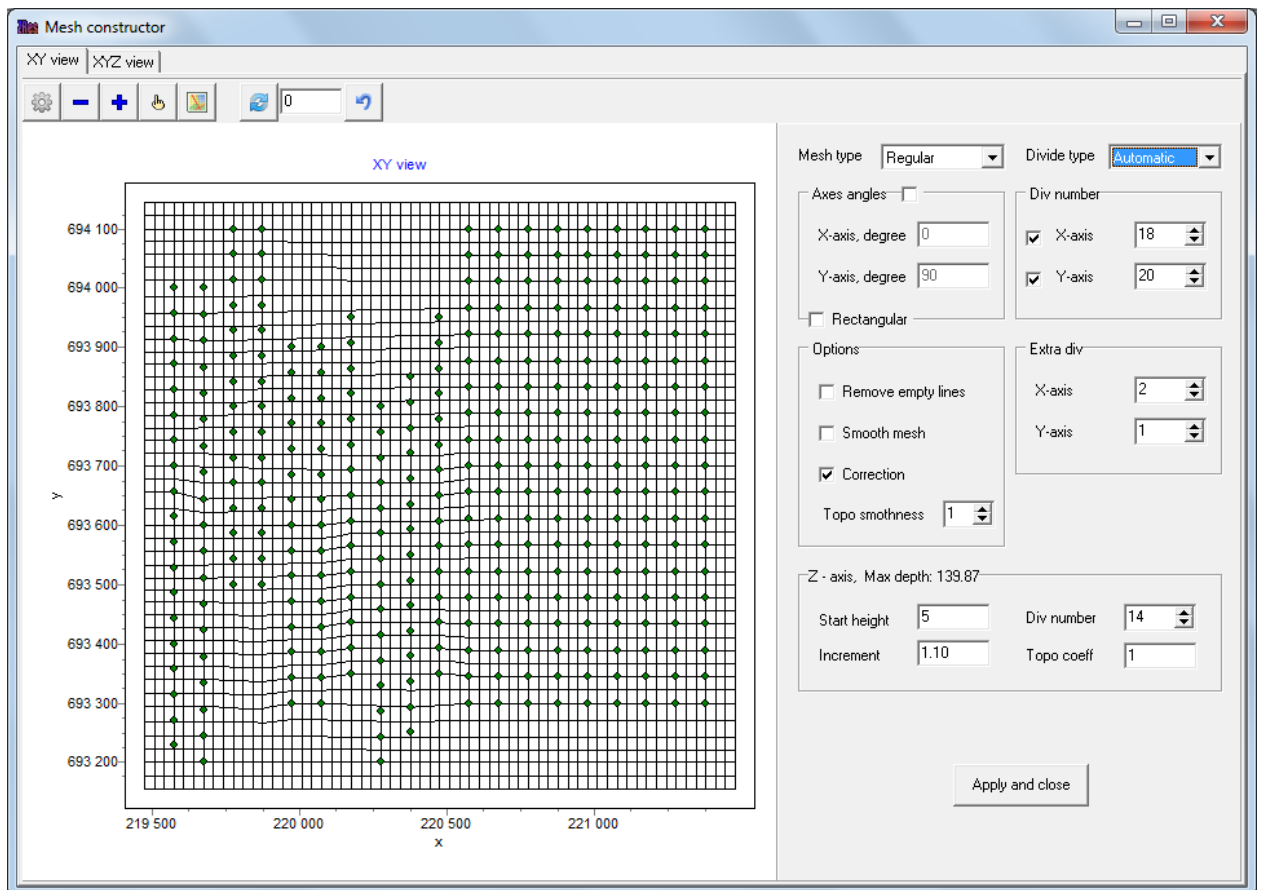 Mesh constructor
XY view XYZ view
0
XY view
694 100
694 000
693 900
693 800
693 700
693 600
693 500
693 400
693 300
693 200
y
219 500 220 000 220 500 221 000
x
Mesh type Regular Divide type Automatic
Axes angles Div number
X-axis, degree 0 X-axis 18
Y-axis, degree 90 Y-axis 20
Rectangular
Options Extra div
Remove empty lines X-axis 2
Smooth mesh Y-axis 1
Correction
Topo smothness 1
Z - axis, Max depth: 139.87
Start height 5 Div number 14
Increment 1.10 Topo coeff 1
Apply and close